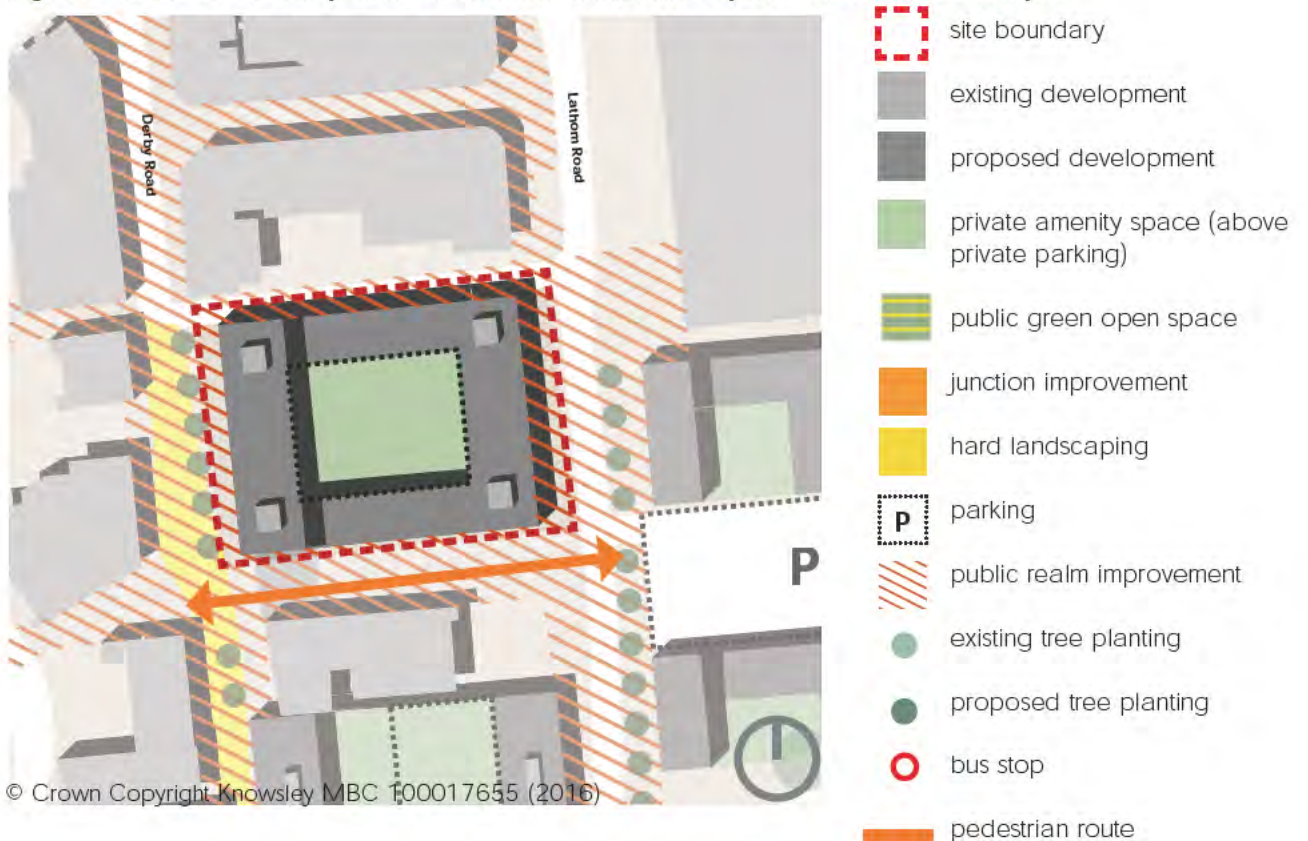 Derby Road
Lathom Road
P
© Crown Copyright Knowsley MBC 100017655 (2016)
site boundary
existing development
proposed development
private amenity space (above
private parking)
public green open space
junction improvement
hard landscaping
P
parking
public realm improvement
existing tree planting
proposed tree planting
bus stop
pedestrian route